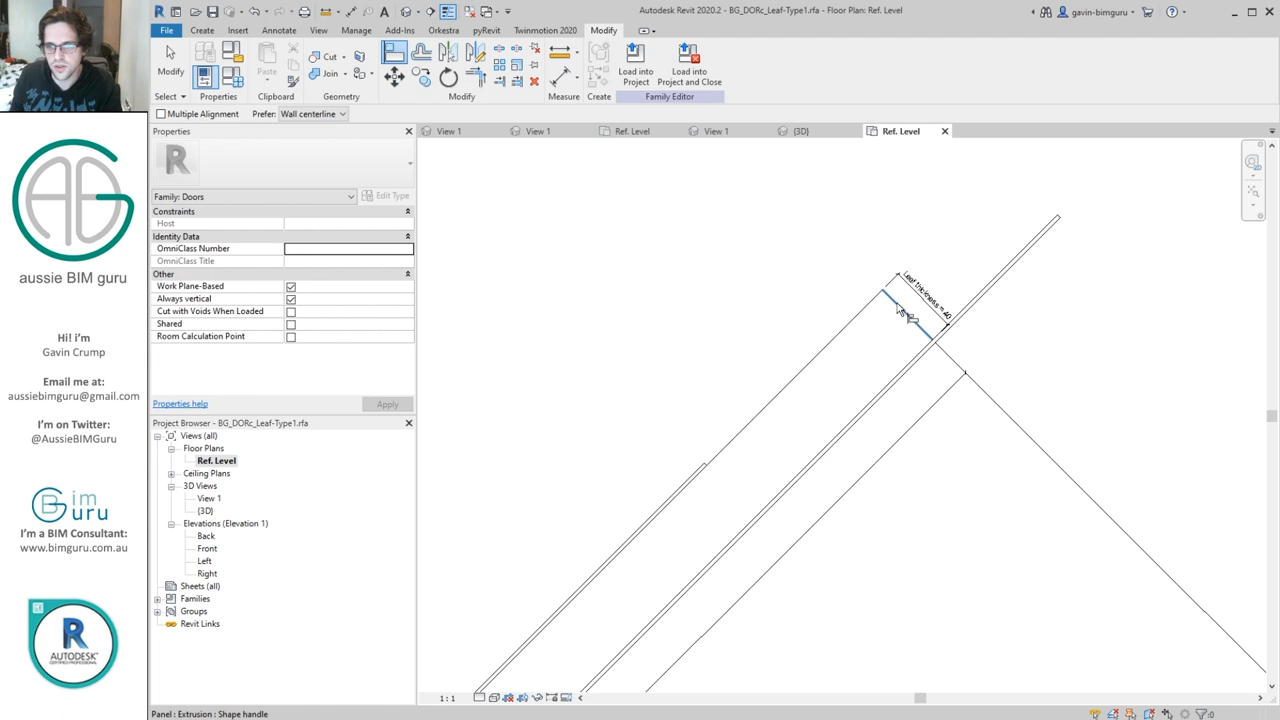 Autodesk Revit 2020.2 - BG_DORc_Leaf-Type1.rfa - Floor Plan: Ref. Level
gavin-bimguru
File Create Insert Annotate View Manage Add-Ins Orkestra pyRevit Twinmotion 2020 Modify
Modify
Paste
Cut
Join
Load into
Project
Load into
Project and Close
Select Properties Clipboard Geometry Modify Measure Create Family Editor
Multiple Alignment Prefer: Wall centerline
Properties
View 1
View 1
Ref. Level
View 1
{3D}
Ref. Level
Family: Doors
Edit Type
Constraints
Host
Identity Data
OmniClass Number
OmniClass Title
Other
Work Plane-Based
Always vertical
Cut with Voids When Loaded
Shared
Room Calculation Point
Properties help
Apply
Project Browser - BG_DORc_Leaf-Type1.rfa
Views (all)
Floor Plans
Ref. Level
Ceiling Plans
3D Views
View 1
{3D}
Elevations (Elevation 1)
Back
Front
Left
Right
Sheets (all)
Families
Groups
Revit Links
Leaf thickness = 40
1 : 1
:0
Panel : Extrusion : Shape handle
AG
aussie BIM guru
Hi! i'm
Gavin Crump
Email me at:
aussiebimguru@gmail.com
I'm on Twitter:
@AussieBIMGuru
Bim
Guru
I'm a BIM Consultant:
www.bimguru.com.au
R
AUTODESK
CERTIFIED PROFESSIONAL